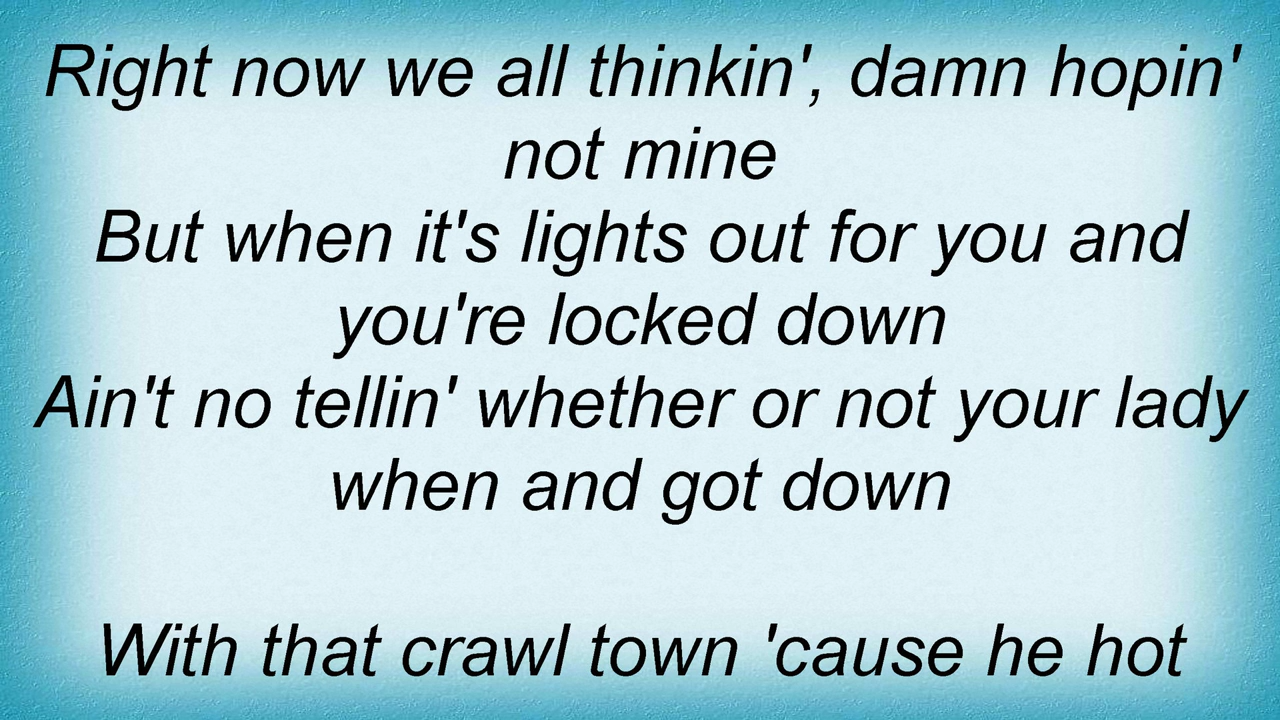 Right now we all thinkin', damn hopin'
not mine
But when it's lights out for you and
you're locked down
Ain't no tellin' whether or not your lady
when and got down
With that crawl town 'cause he hot